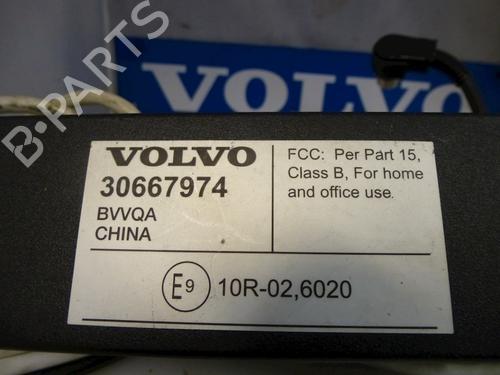 VOLVO
B-PARTS
VOLVO
30667974
BVVQA
CHINA
FCC: Per Part 15,
Class B, For home
and office use.
E9 10R-02,6020